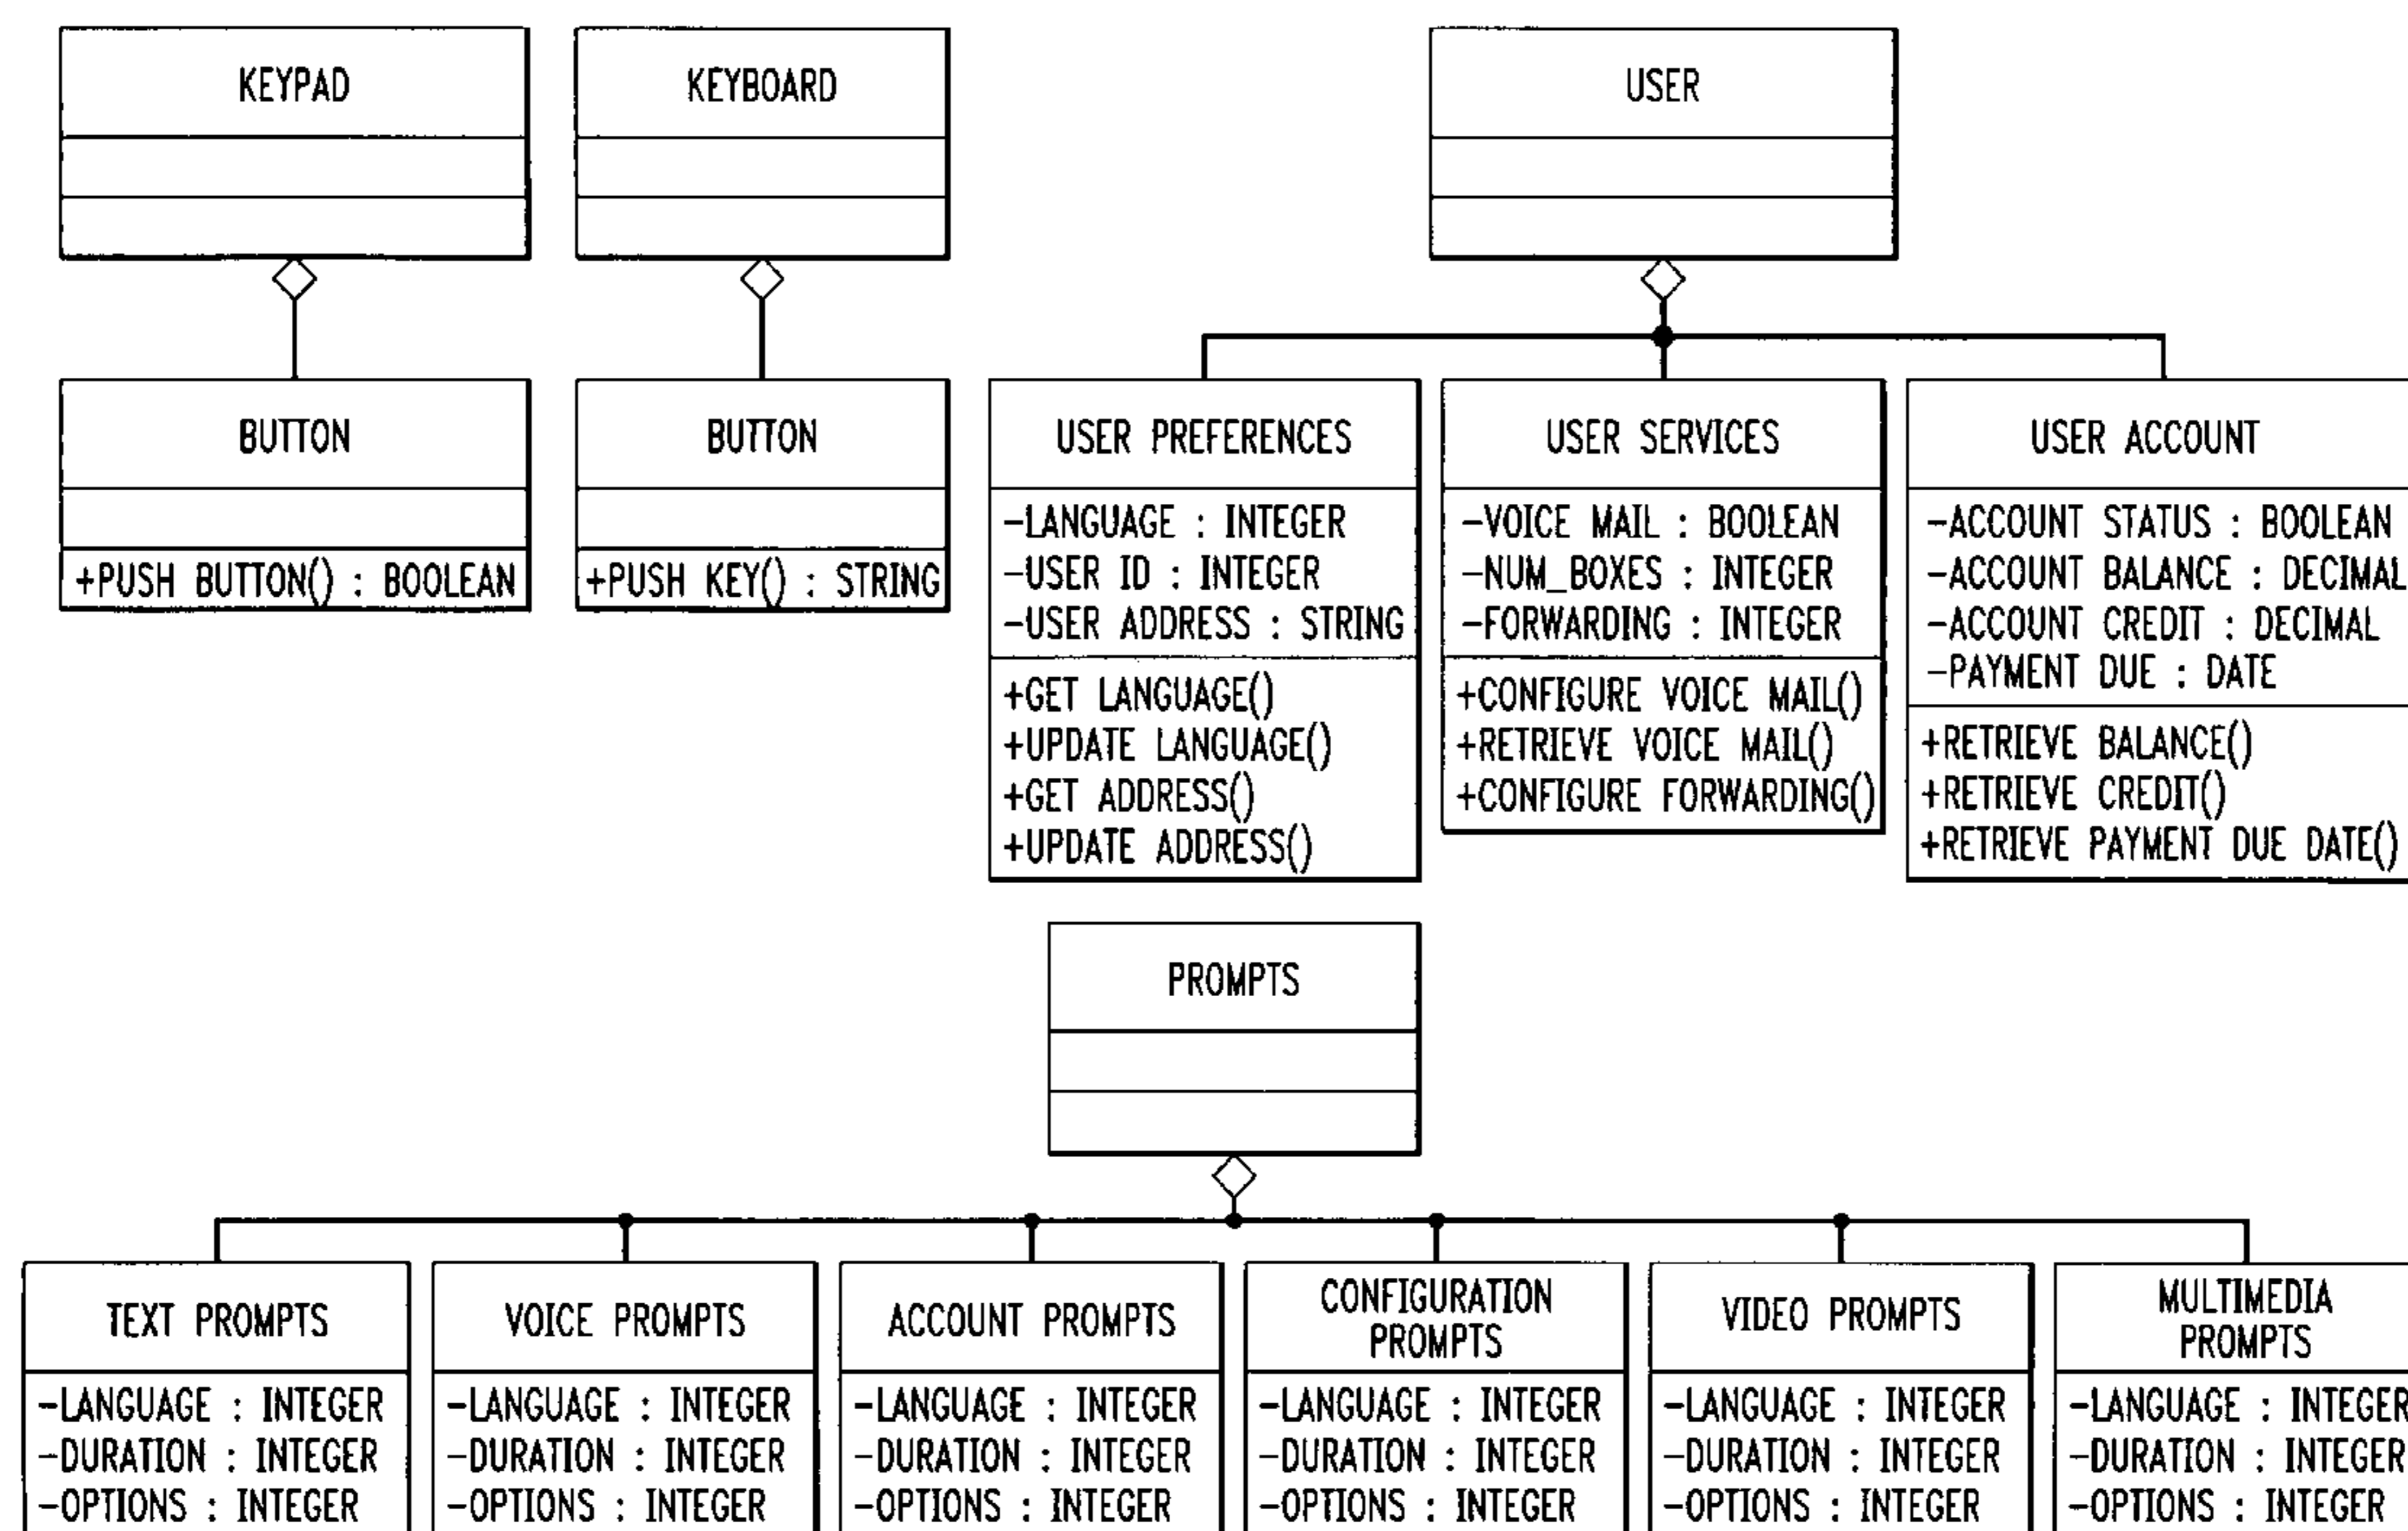 KEYPAD
KEYBOARD
USER
BUTTON
+PUSH BUTTON() : BOOLEAN
BUTTON
+PUSH KEY() : STRING
USER PREFERENCES
-LANGUAGE : INTEGER
-USER ID : INTEGER
-USER ADDRESS : STRING
+GET LANGUAGE()
+UPDATE LANGUAGE()
+GET ADDRESS()
+UPDATE ADDRESS()
USER SERVICES
-VOICE MAIL : BOOLEAN
-NUM_BOXES : INTEGER
-FORWARDING : INTEGER
+CONFIGURE VOICE MAIL()
+RETRIEVE VOICE MAIL()
+CONFIGURE FORWARDING()
USER ACCOUNT
-ACCOUNT STATUS : BOOLEAN
-ACCOUNT BALANCE : DECIMAL
-ACCOUNT CREDIT : DECIMAL
-PAYMENT DUE : DATE
+RETRIEVE BALANCE()
+RETRIEVE CREDIT()
+RETRIEVE PAYMENT DUE DATE()
PROMPTS
TEXT PROMPTS
-LANGUAGE : INTEGER
-DURATION : INTEGER
-OPTIONS : INTEGER
VOICE PROMPTS
-LANGUAGE : INTEGER
-DURATION : INTEGER
-OPTIONS : INTEGER
ACCOUNT PROMPTS
-LANGUAGE : INTEGER
-DURATION : INTEGER
-OPTIONS : INTEGER
CONFIGURATION
PROMPTS
-LANGUAGE : INTEGER
-DURATION : INTEGER
-OPTIONS : INTEGER
VIDEO PROMPTS
-LANGUAGE : INTEGER
-DURATION : INTEGER
-OPTIONS : INTEGER
MULTIMEDIA
PROMPTS
-LANGUAGE : INTEGER
-DURATION : INTEGER
-OPTIONS : INTEGER